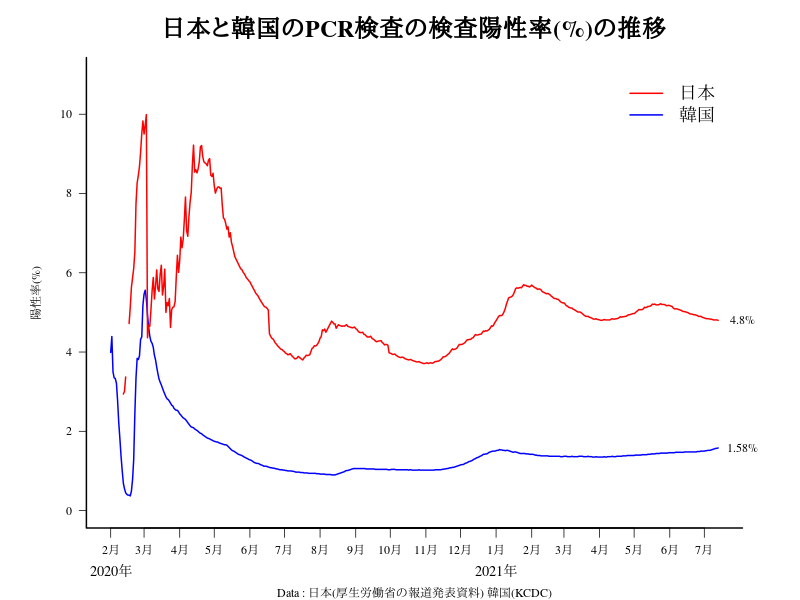 日本と韓国のPCR検査の検査陽性率(%)の推移
日本
韓国
陽性率(%)
10
8
6
4
2
0
4.8%
1.58%
2月 3月 4月 5月 6月 7月 8月 9月 10月 11月 12月 1月 2月 3月 4月 5月 6月 7月
2020年 2021年
Data : 日本(厚生労働省の報道発表資料) 韓国(KCDC)